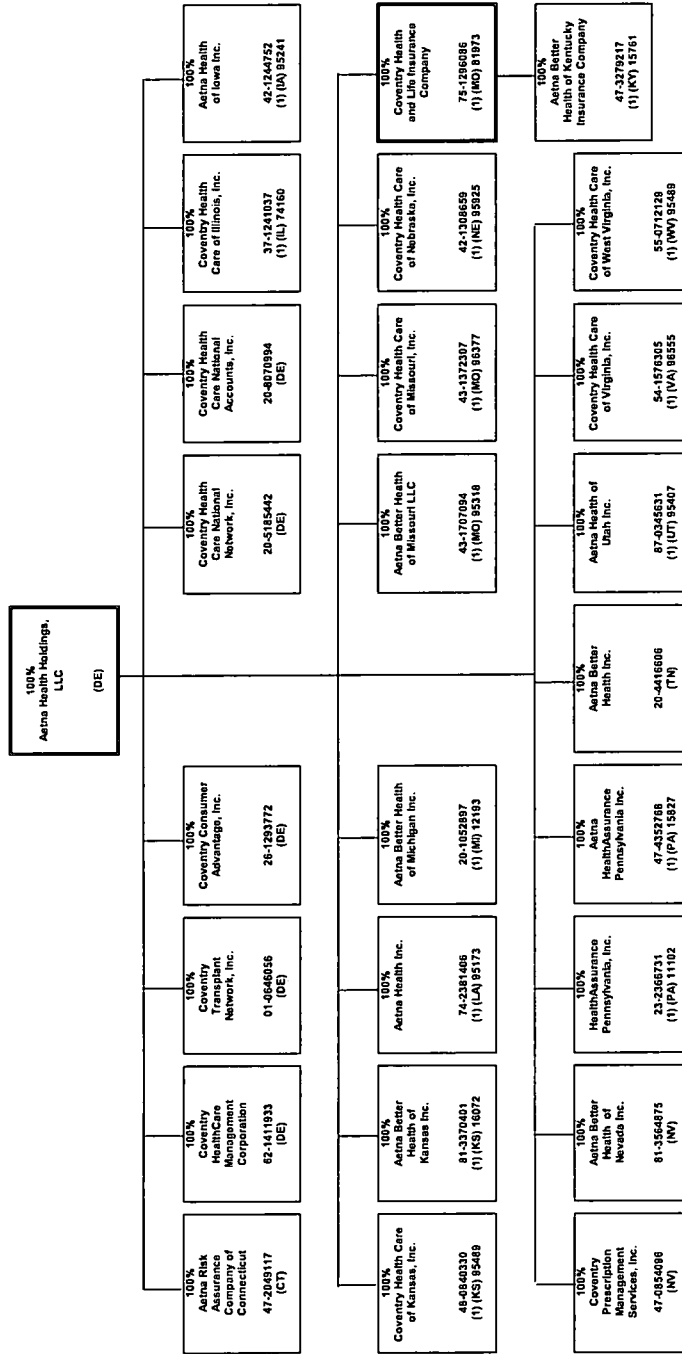 100%
Aetna Health Holdings,
LLC
(DE)
100%
Aetna Risk
Assurance
Company of
Connecticut
47-2049117
(CT)
100%
Coventry
HealthCare
Management
Corporation
62-1411933
(DE)
100%
Coventry
Transplant
Network, Inc.
01-0646056
(DE)
100%
Coventry Consumer
Advantage, Inc.
26-1293772
(DE)
100%
Coventry Health
Care National
Network, Inc.
20-5185442
(DE)
100%
Coventry Health
Care National
Accounts, Inc.
20-8070994
(DE)
100%
Coventry Health
Care of Illinois, Inc.
37-1241037
(1) (IL) 74160
100%
Aetna Health
of Iowa Inc.
42-1244752
(1) (IA) 95241
100%
Coventry Health Care
of Kansas, Inc.
48-0840330
(1) (KS) 95489
100%
Aetna Better
Health of
Kansas Inc.
81-3370401
(1) (KS) 16072
100%
Aetna Health Inc.
74-2381406
(1) (LA) 95173
100%
Aetna Better Health
of Michigan Inc.
20-1052897
(1) (MI) 12193
100%
Aetna Better Health
of Missouri LLC
43-1707094
(1) (MO) 95318
100%
Coventry Health Care
of Missouri, Inc.
43-1372307
(1) (MO) 96377
100%
Coventry Health Care
of Nebraska, Inc.
42-1308659
(1) (NE) 95925
100%
Coventry Health
and Life Insurance
Company
75-1296086
(1) (MO) 81973
100%
Coventry
Prescription
Management
Services, Inc.
47-0854096
(NV)
100%
Aetna Better
Health of
Nevada Inc.
81-3564875
(NV)
100%
HealthAssurance
Pennsylvania, Inc.
23-2366731
(1) (PA) 11102
100%
Aetna
HealthAssurance
Pennsylvania Inc.
47-4352768
(1) (PA) 15827
100%
Aetna Better
Health Inc.
20-4416606
(TN)
100%
Aetna Health of
Utah Inc.
87-0345631
(1) (UT) 95407
100%
Coventry Health Care
of Virginia, Inc.
54-1576305
(1) (VA) 96555
100%
Coventry Health Care
of West Virginia, Inc.
55-0712129
(1) (WV) 95489
100%
Aetna Better
Health of Kentucky
Insurance Company
47-3279217
(1) (KY) 15761